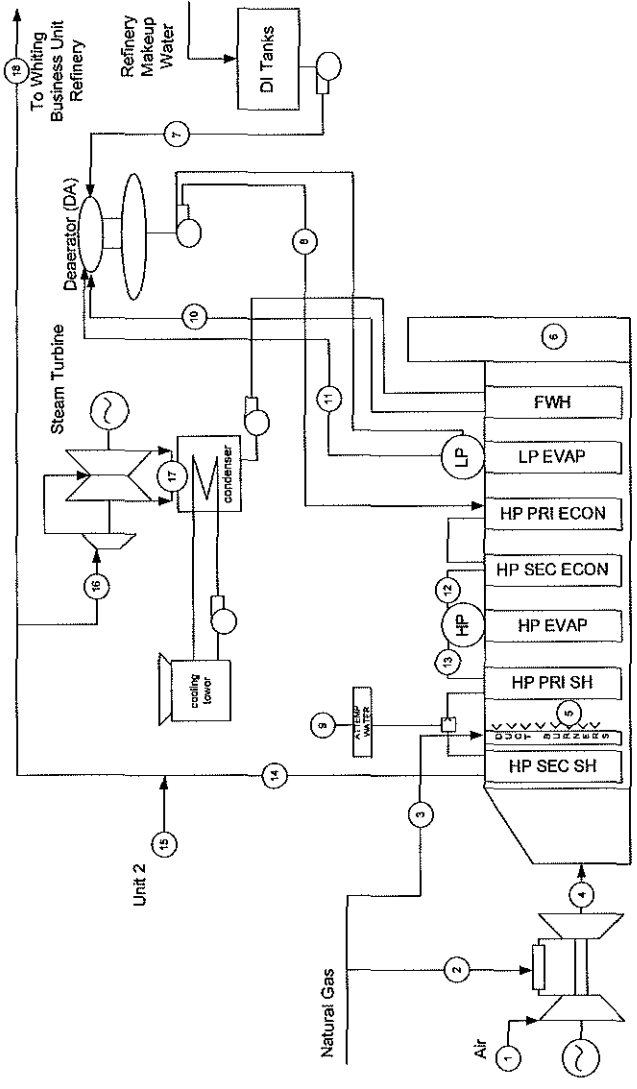 18
To Whiting
Business Unit
Refinery
Refinery
Makeup
Water
DI Tanks
7
Deaerator (DA)
8
10
11
Steam Turbine
17
condenser
16
cooling
tower
6
FWH
LP
LP EVAP
HP PRI ECON
HP SEC ECON
12
HP
13
HP EVAP
HP PRI SH
9
ATTEMP
WATER
5
DUCT BURNERS
HP SEC SH
14
15
Unit 2
3
4
Natural Gas
2
Air
1